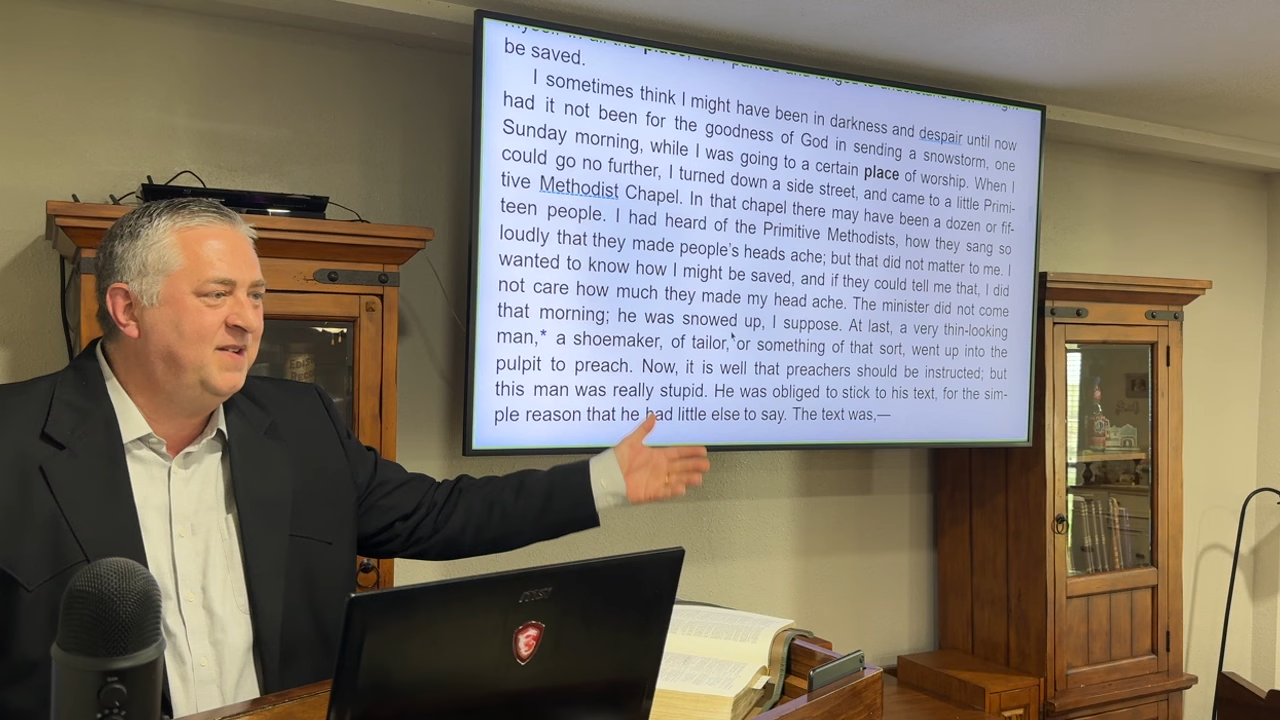 be saved.
I sometimes think I might have been in darkness and despair until now
had it not been for the goodness of God in sending a snowstorm, one
Sunday morning, while I was going to a certain place of worship. When I
could go no further, I turned down a side street, and came to a little Primi-
tive Methodist Chapel. In that chapel there may have been a dozen or fif-
teen people. I had heard of the Primitive Methodists, how they sang so
loudly that they made people's heads ache; but that did not matter to me. I
wanted to know how I might be saved, and if they could tell me that, I did
not care how much they made my head ache. The minister did not come
that morning; he was snowed up, I suppose. At last, a very thin-looking
man,* a shoemaker, of tailor,*or something of that sort, went up into the
pulpit to preach. Now, it is well that preachers should be instructed; but
this man was really stupid. He was obliged to stick to his text, for the sim-
ple reason that he had little else to say. The text was,—
msi